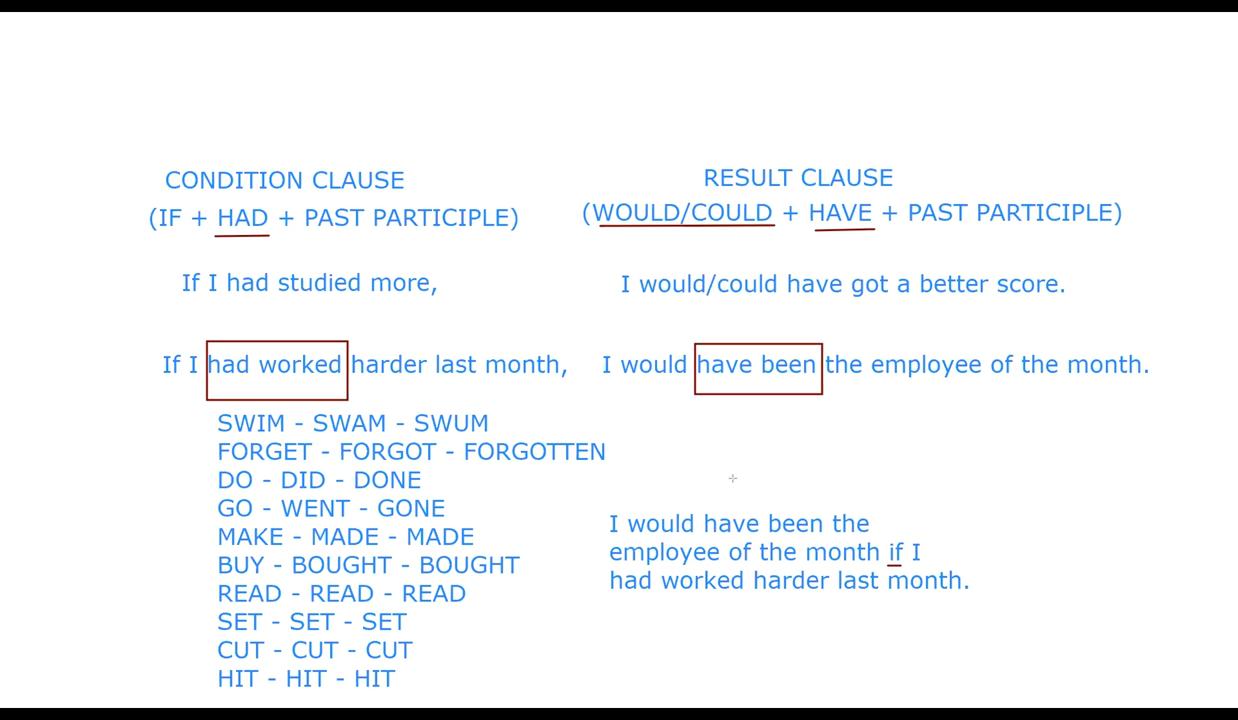 CONDITION CLAUSE
(IF + HAD + PAST PARTICIPLE)
RESULT CLAUSE
(WOULD/COULD + HAVE + PAST PARTICIPLE)
If I had studied more,
I would/could have got a better score.
If I had worked harder last month,
I would have been the employee of the month.
SWIM - SWAM - SWUM
FORGET - FORGOT - FORGOTTEN
DO - DID - DONE
GO - WENT - GONE
MAKE - MADE - MADE
BUY - BOUGHT - BOUGHT
READ - READ - READ
SET - SET - SET
CUT - CUT - CUT
HIT - HIT - HIT
I would have been the
employee of the month if I
had worked harder last month.